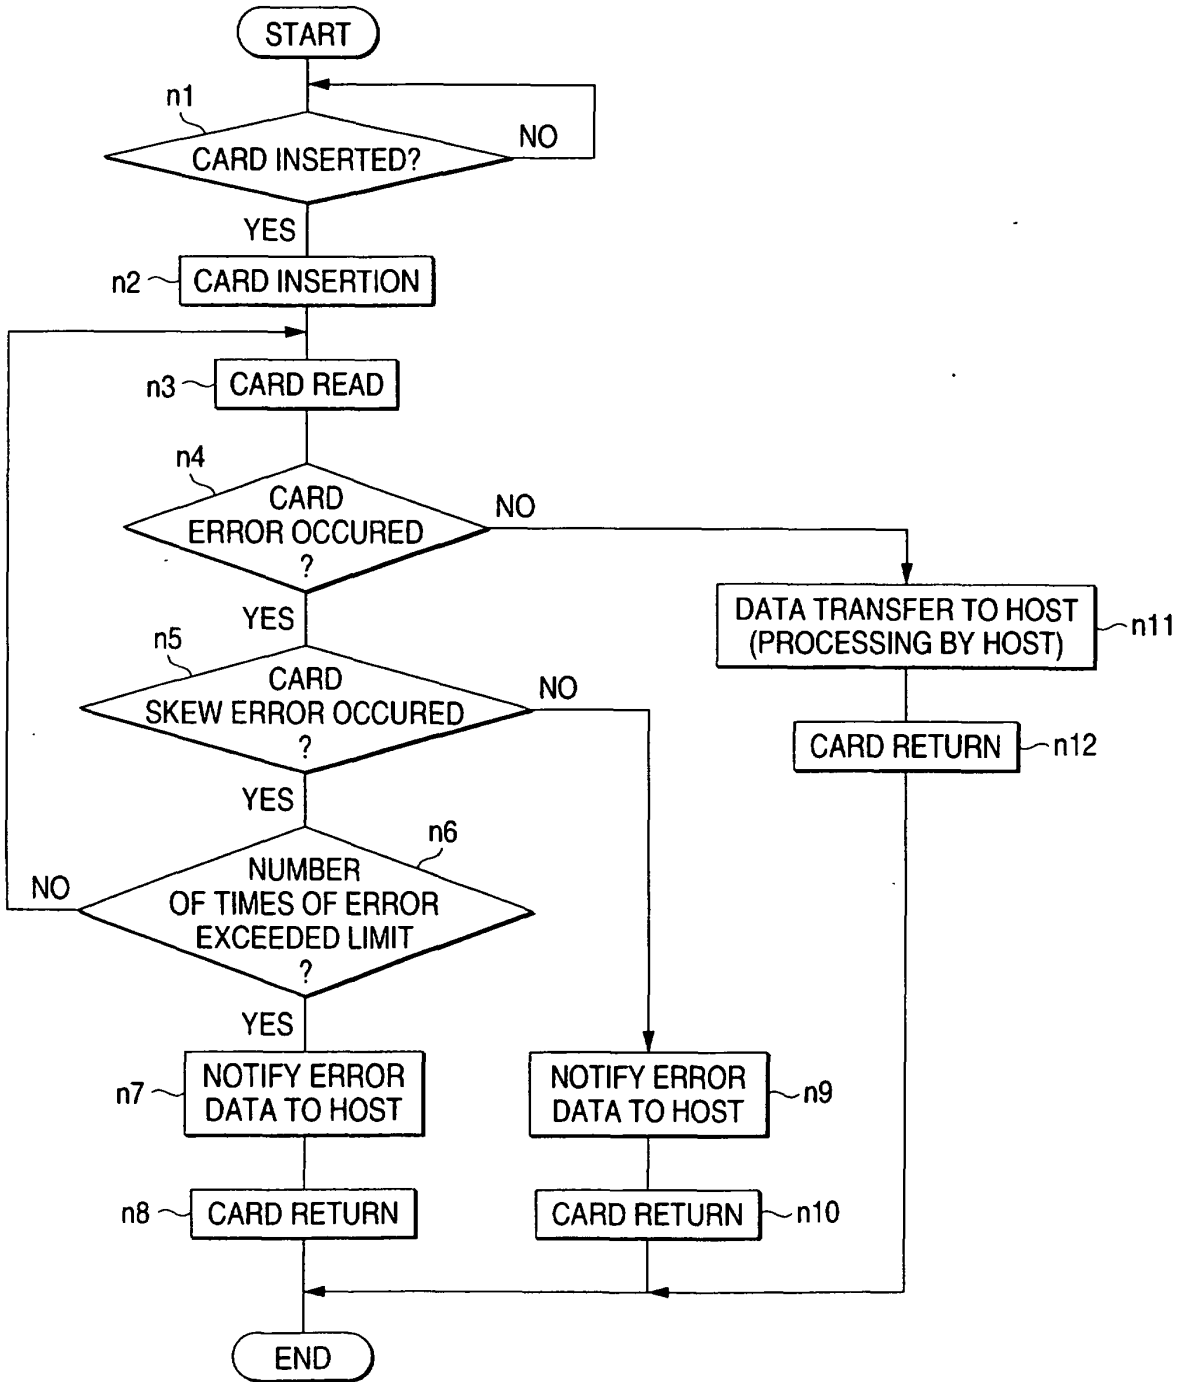 START
n1
CARD INSERTED?
NO
YES
n2
CARD INSERTION
n3
CARD READ
n4
CARD
ERROR OCCURED
?
NO
YES
DATA TRANSFER TO HOST
(PROCESSING BY HOST)
n11
n5
CARD
SKEW ERROR OCCURED
?
NO
YES
CARD RETURN
n12
n6
NUMBER
OF TIMES OF ERROR
EXCEEDED LIMIT
?
NO
YES
n7
NOTIFY ERROR
DATA TO HOST
NOTIFY ERROR
DATA TO HOST
n9
n8
CARD RETURN
CARD RETURN
n10
END